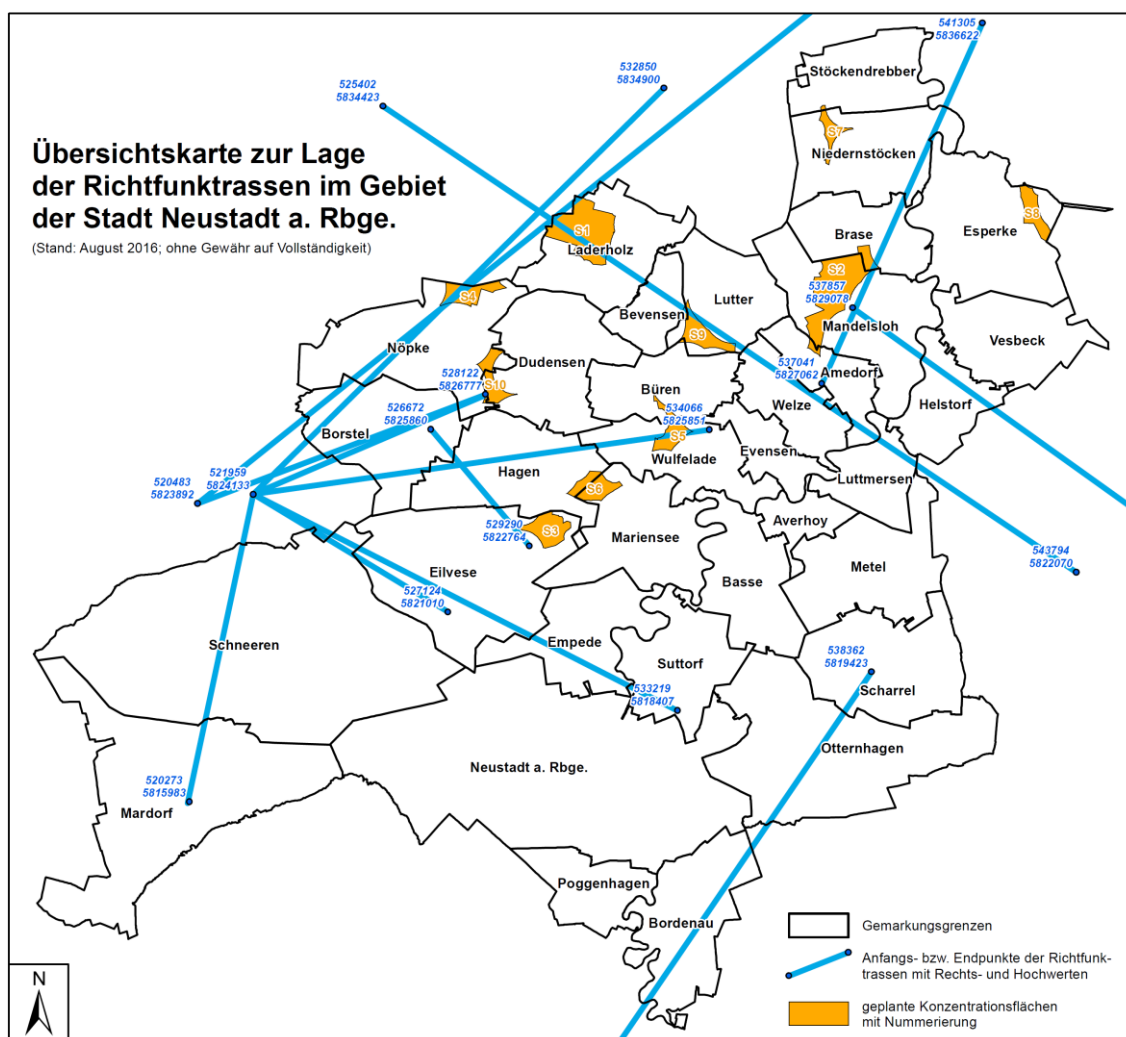 541305
5836622
532850
5834900
525402
5834423
Stöckendrebber
Übersichtskarte zur Lage
der Richtfunktrassen im Gebiet
der Stadt Neustadt a. Rbge.
(Stand: August 2016; ohne Gewähr auf Vollständigkeit)
S7
Niedernstöcken
S8
Esperke
S1
Laderholz
Brase
S2
537857
5829078
S4
Lutter
Bevensen
Mandelsloh
Vesbeck
S9
Nöpke
Dudensen
537041
5827062
Amedorf
528122
5826777
S10
Büren
Welze
Helstorf
526672
5825860
534066
5825851
Borstel
S5
Wulfelade
Evensen
521959
5824133
520483
5823892
Hagen
Luttmersen
S6
Averhoy
529290
5822764
S3
Mariensee
543794
5822070
Metel
Eilvese
Basse
527124
5821010
Schneeren
Empede
Suttorf
538362
5819423
533219
5818407
Scharrel
Otternhagen
Neustadt a. Rbge.
520273
5815983
Mardorf
Poggenhagen
Bordenau
Gemarkungsgrenzen
Anfangs- bzw. Endpunkte der Richtfunk-
trassen mit Rechts- und Hochwerten
geplante Konzentrationsflächen
mit Nummerierung
N